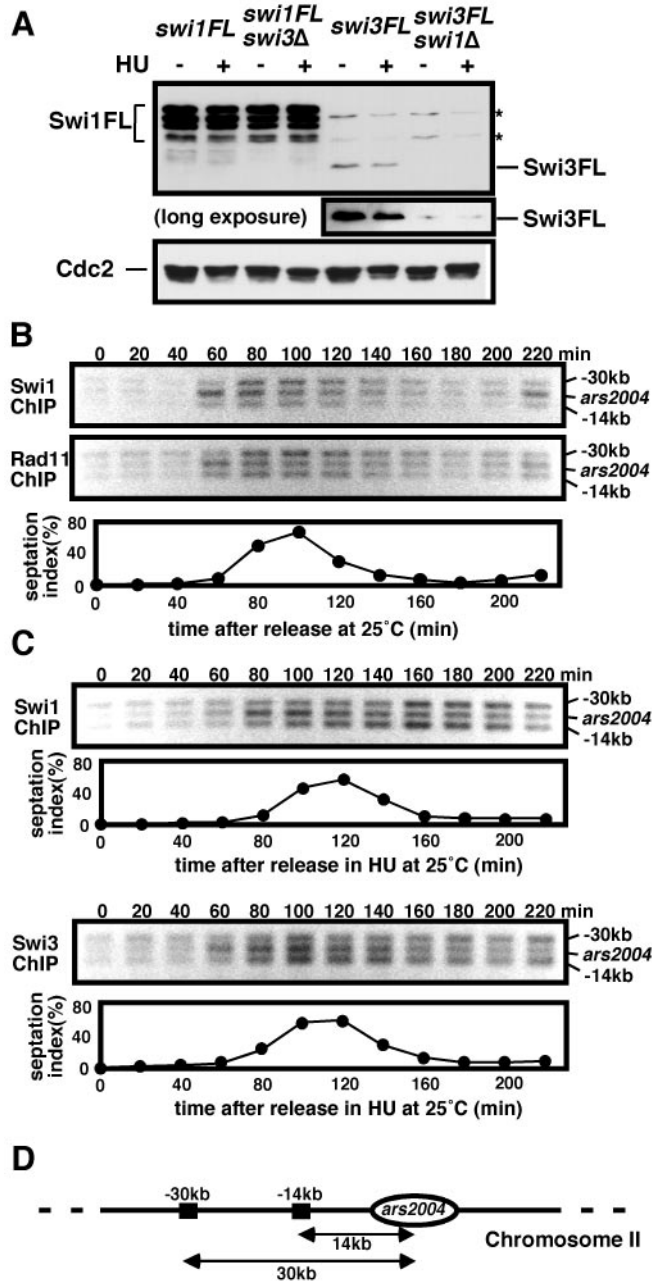 A
swi1FL swi1FL swi3Δ swi3FL swi3FL swi1Δ
HU - + - + - + - +
Swi1FL
*
*
Swi3FL
(long exposure) Swi3FL
Cdc2
B
0 20 40 60 80 100 120 140 160 180 200 220 min
Swi1 ChIP
-30kb
ars2004
-14kb
Rad11 ChIP
-30kb
ars2004
-14kb
septation index(%)
80
40
0
0 40 80 120 160 200
time after release at 25˚C (min)
C
0 20 40 60 80 100 120 140 160 180 200 220 min
Swi1 ChIP
-30kb
ars2004
-14kb
septation index(%)
80
40
0
0 40 80 120 160 200
time after release in HU at 25˚C (min)
0 20 40 60 80 100 120 140 160 180 200 220 min
Swi3 ChIP
-30kb
ars2004
-14kb
septation index(%)
80
40
0
0 40 80 120 160 200
time after release in HU at 25˚C (min)
D
-30kb -14kb ars2004
14kb Chromosome II
30kb